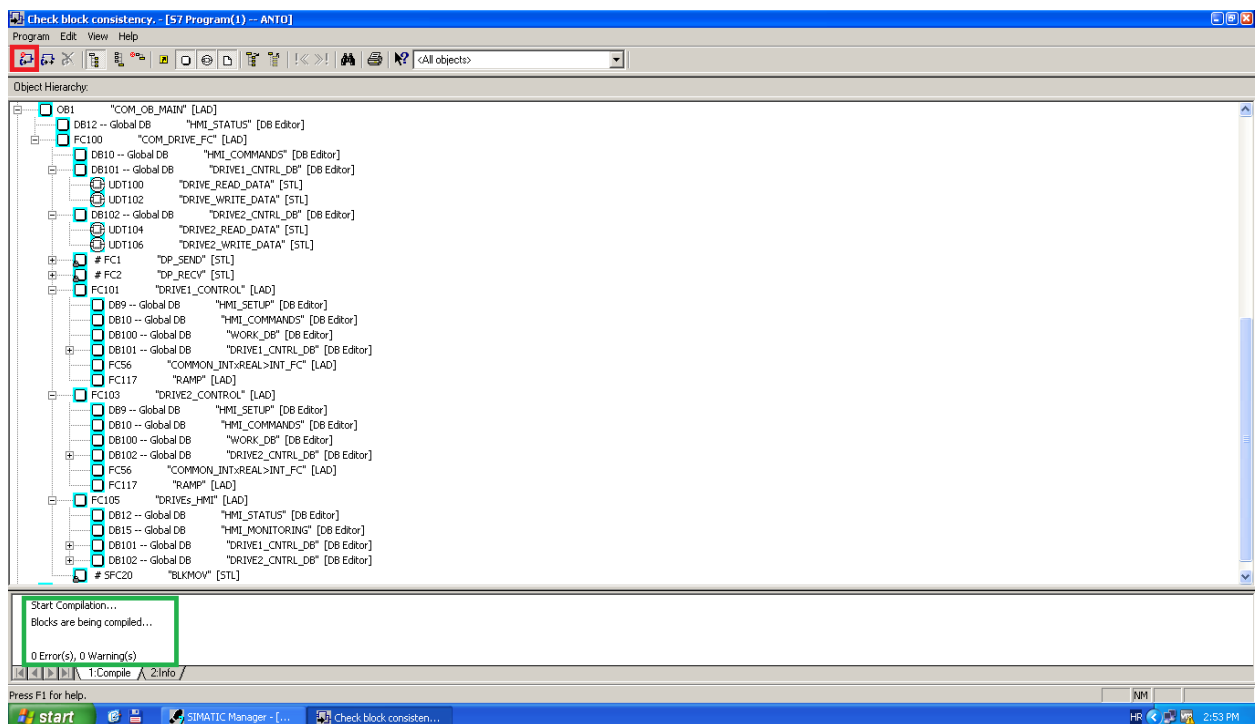 Check block consistency. - [S7 Program(1) -- ANTO]
Program Edit View Help
<All objects>
Object Hierarchy:
OB1 "COM_OB_MAIN" [LAD]
DB12 -- Global DB "HMI_STATUS" [DB Editor]
FC100 "COM_DRIVE_FC" [LAD]
DB10 -- Global DB "HMI_COMMANDS" [DB Editor]
DB101 -- Global DB "DRIVE1_CNTRL_DB" [DB Editor]
UDT100 "DRIVE_READ_DATA" [STL]
UDT102 "DRIVE_WRITE_DATA" [STL]
DB102 -- Global DB "DRIVE2_CNTRL_DB" [DB Editor]
UDT104 "DRIVE2_READ_DATA" [STL]
UDT106 "DRIVE2_WRITE_DATA" [STL]
# FC1 "DP_SEND" [STL]
# FC2 "DP_RECV" [STL]
FC101 "DRIVE1_CONTROL" [LAD]
DB9 -- Global DB "HMI_SETUP" [DB Editor]
DB10 -- Global DB "HMI_COMMANDS" [DB Editor]
DB100 -- Global DB "WORK_DB" [DB Editor]
DB101 -- Global DB "DRIVE1_CNTRL_DB" [DB Editor]
FC56 "COMMON_INTxREAL>INT_FC" [LAD]
FC117 "RAMP" [LAD]
FC103 "DRIVE2_CONTROL" [LAD]
DB9 -- Global DB "HMI_SETUP" [DB Editor]
DB10 -- Global DB "HMI_COMMANDS" [DB Editor]
DB100 -- Global DB "WORK_DB" [DB Editor]
DB102 -- Global DB "DRIVE2_CNTRL_DB" [DB Editor]
FC56 "COMMON_INTxREAL>INT_FC" [LAD]
FC117 "RAMP" [LAD]
FC105 "DRIVEs_HMI" [LAD]
DB12 -- Global DB "HMI_STATUS" [DB Editor]
DB15 -- Global DB "HMI_MONITORING" [DB Editor]
DB101 -- Global DB "DRIVE1_CNTRL_DB" [DB Editor]
DB102 -- Global DB "DRIVE2_CNTRL_DB" [DB Editor]
# SFC20 "BLKMOV" [STL]
Start Compilation...
Blocks are being compiled...
0 Error(s), 0 Warning(s)
1:Compile 2:Info
Press F1 for help. NM
start SIMATIC Manager - [... Check block consisten... HR 2:53 PM